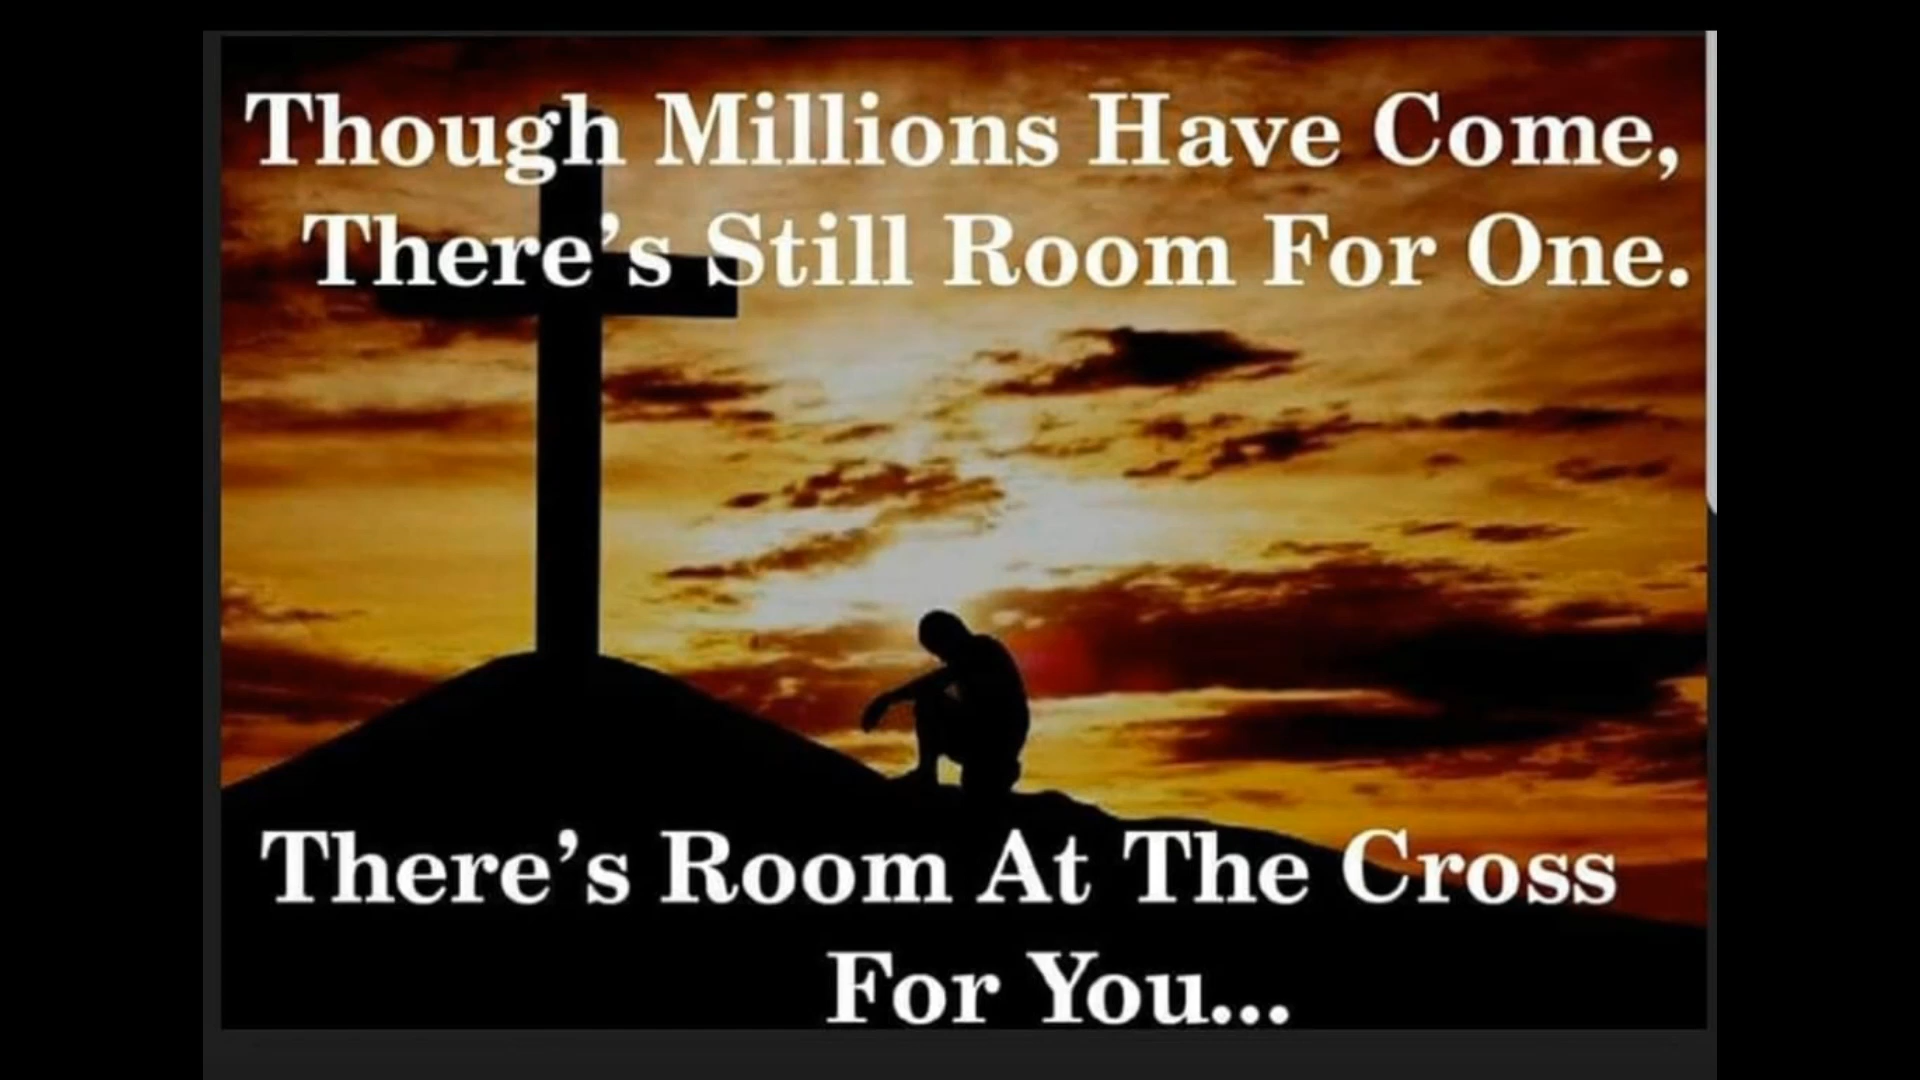 Though Millions Have Come,
There's Still Room For One.
There's Room At The Cross
For You...